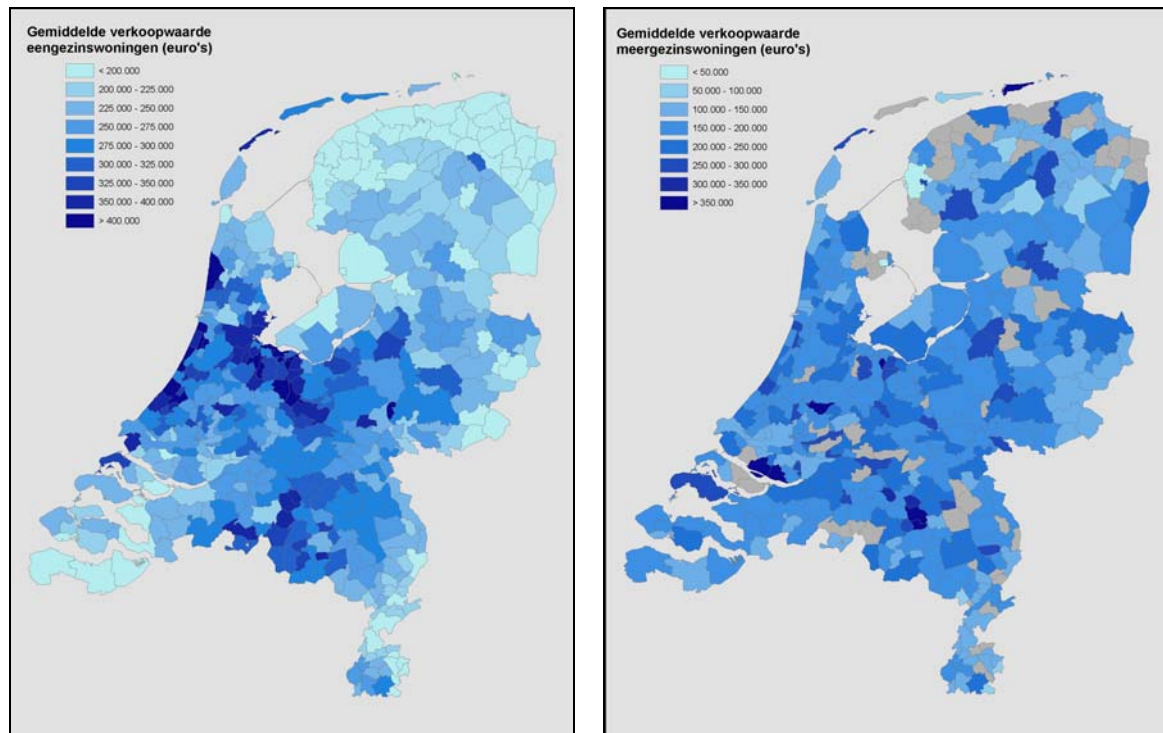 Gemiddelde verkoopwaarde
eengezinswoningen (euro's)
< 200.000
200.000 - 225.000
225.000 - 250.000
250.000 - 275.000
275.000 - 300.000
300.000 - 325.000
325.000 - 350.000
350.000 - 400.000
> 400.000
Gemiddelde verkoopwaarde
meergezinswoningen (euro's)
< 50.000
50.000 - 100.000
100.000 - 150.000
150.000 - 200.000
200.000 - 250.000
250.000 - 300.000
300.000 - 350.000
> 350.000